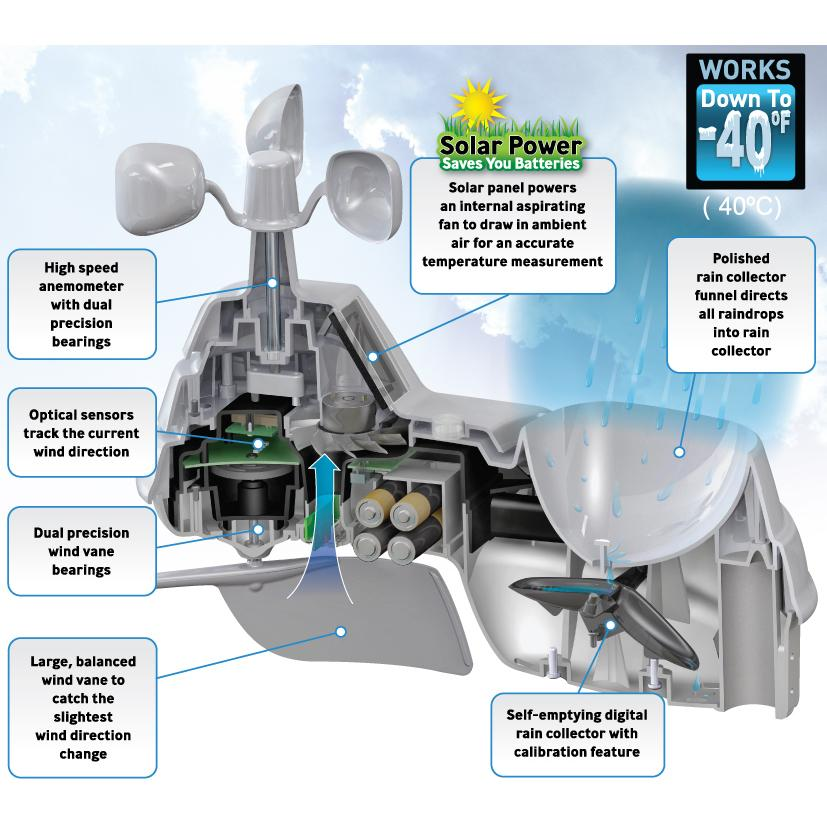 WORKS
Down To
-40°F
( 40°C)
Solar Power
Saves You Batteries
Solar panel powers
an internal aspirating
fan to draw in ambient
air for an accurate
temperature measurement
High speed
anemometer
with dual
precision
bearings
Polished
rain collector
funnel directs
all raindrops
into rain
collector
Optical sensors
track the current
wind direction
Dual precision
wind vane
bearings
Large, balanced
wind vane to
catch the
slightest
wind direction
change
Self-emptying digital
rain collector with
calibration feature